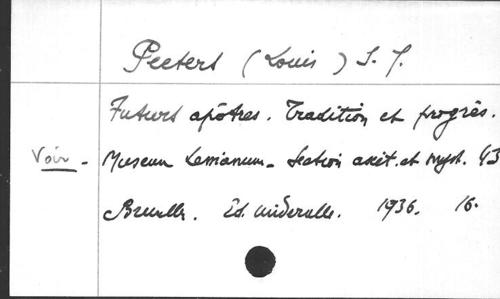 Peeters (Louis) S. J.
Futurs apôtres. Tradition et progrès.
Voir - Museum Lessianum - Section ascét. et myst. 43
Bruxelles. Ed. universelle. 1936. 16.